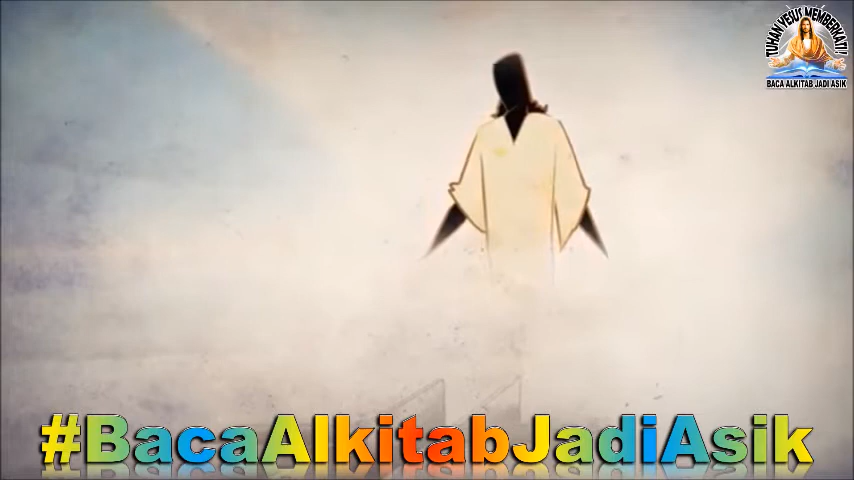 TUHAN YESUS MEMBERKATI!
BACA ALKITAB JADI ASIK
#BacaAlkitabJadiAsik